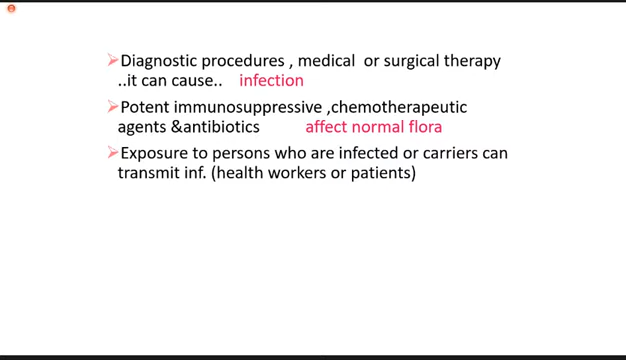 ➢Diagnostic procedures , medical or surgical therapy
..it can cause.. infection
➢Potent immunosuppressive ,chemotherapeutic
agents &antibiotics affect normal flora
➢Exposure to persons who are infected or carriers can
transmit inf. (health workers or patients)